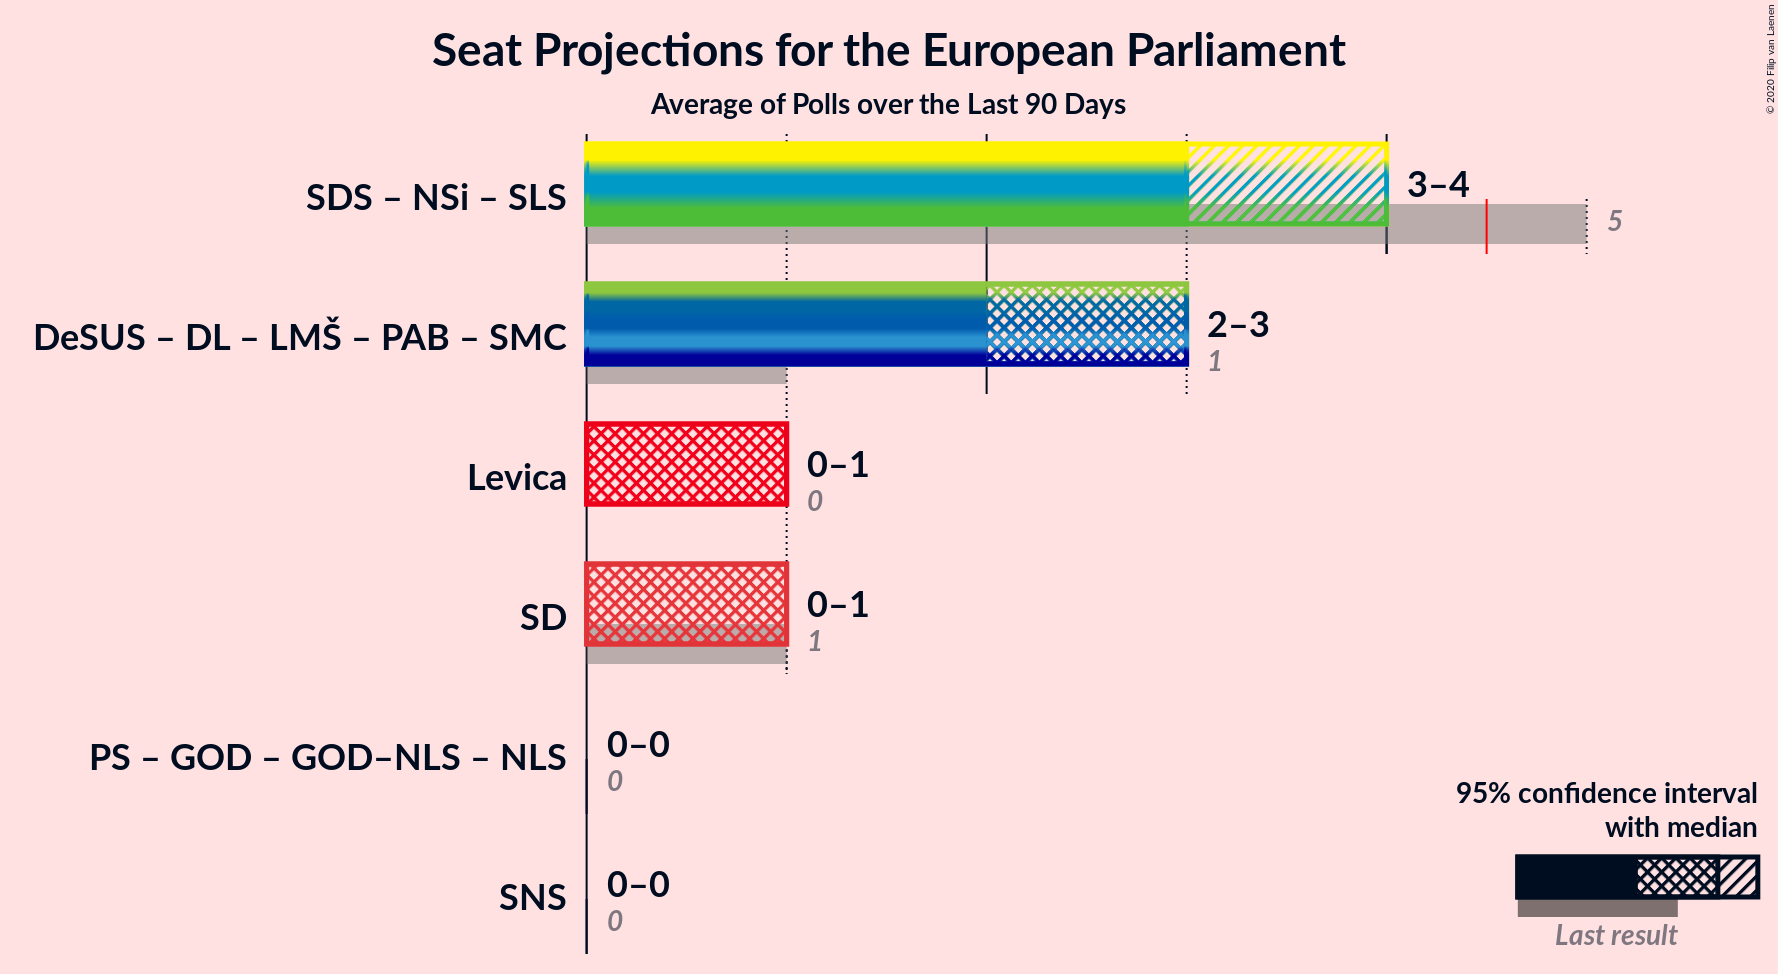 Seat Projections for the European Parliament
Average of Polls over the Last 90 Days
© 2020 Filip van Laenen
SDS – NSi – SLS
3–4
5
DeSUS – DL – LMŠ – PAB – SMC
2–3
1
Levica
0–1
0
SD
0–1
1
PS – GOD – GOD–NLS – NLS
0–0
0
SNS
0–0
0
95% confidence interval
with median
Last result